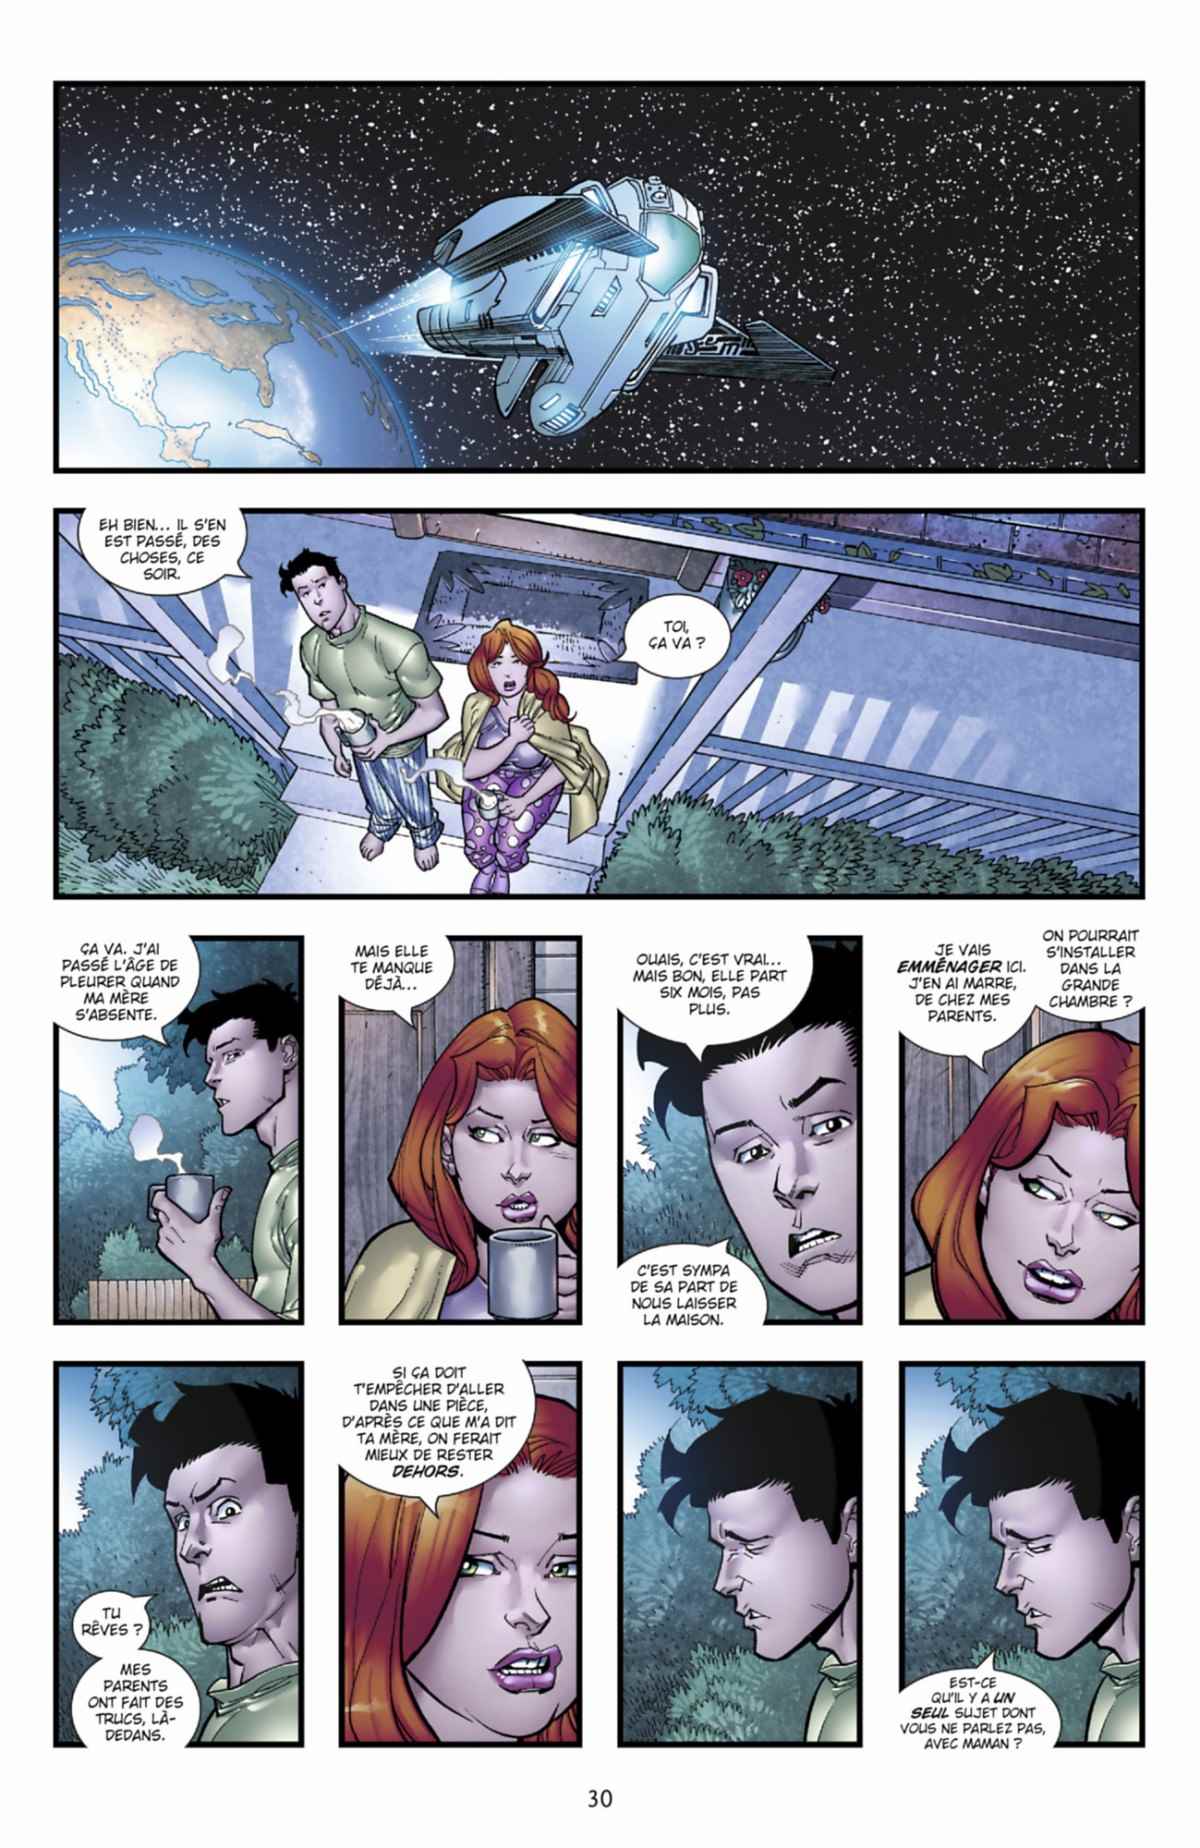 EH BIEN... IL S'EN
EST PASSÉ, DES
CHOSES, CE
SOIR.
TOI,
ÇA VA ?
ÇA VA. J'AI
PASSÉ L'ÂGE DE
PLEURER QUAND
MA MÈRE
S'ABSENTE.
MAIS ELLE
TE MANQUE
DÉJÀ...
OUAIS, C'EST VRAI...
MAIS BON, ELLE PART
SIX MOIS, PAS
PLUS.
C'EST SYMPA
DE SA PART DE
NOUS LAISSER
LA MAISON.
JE VAIS
EMMÉNAGER ICI.
J'EN AI MARRE,
DE CHEZ MES
PARENTS.
ON POURRAIT
S'INSTALLER
DANS LA
GRANDE
CHAMBRE ?
TU
RÊVES ?
MES
PARENTS
ONT FAIT DES
TRUCS, LÀ-
DEDANS.
SI ÇA DOIT
T'EMPÊCHER D'ALLER
DANS UNE PIÈCE,
D'APRÈS CE QUE M'A DIT
TA MÈRE, ON FERAIT
MIEUX DE RESTER
DEHORS.
EST-CE
QU'IL Y A UN
SEUL SUJET DONT
VOUS NE PARLEZ PAS,
AVEC MAMAN ?
30